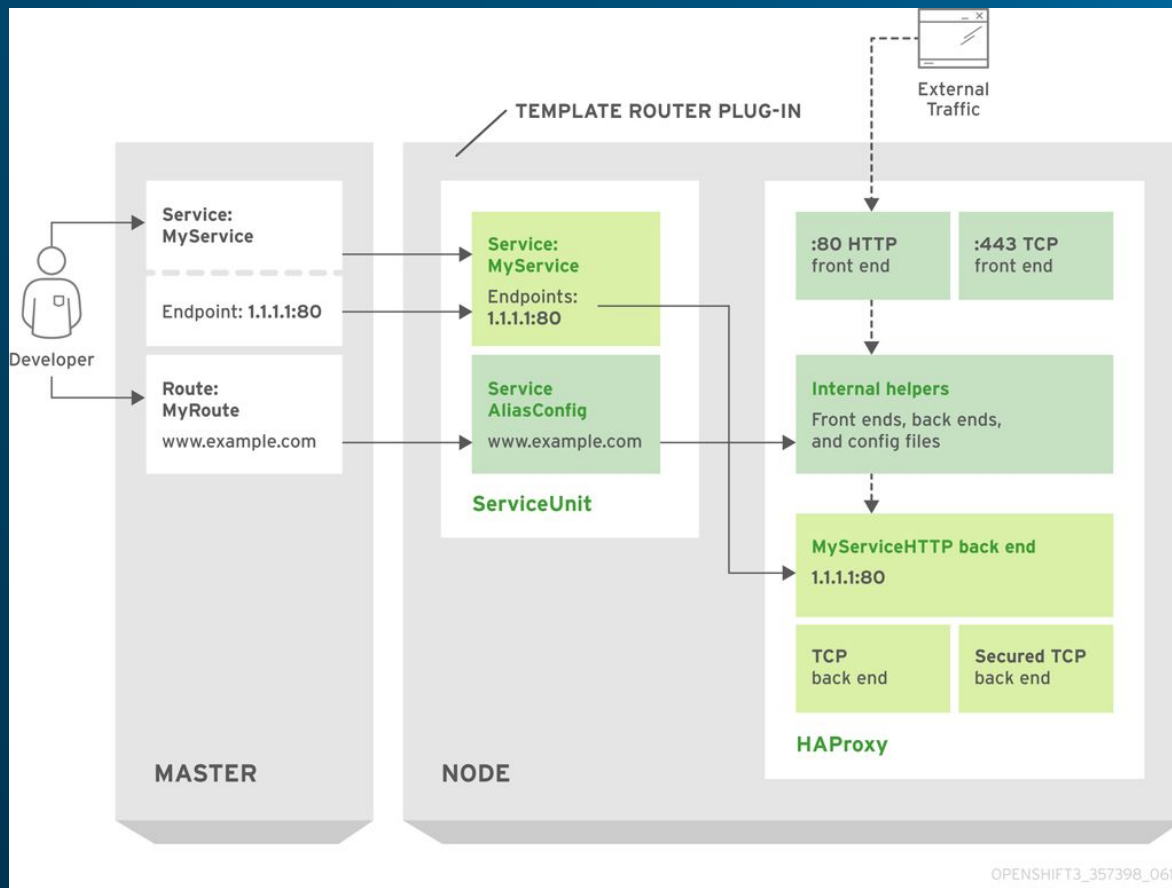 External
Traffic
TEMPLATE ROUTER PLUG-IN
Developer
Service:
MyService
Endpoint: 1.1.1.1:80
Route:
MyRoute
www.example.com
MASTER
Service:
MyService
Endpoints:
1.1.1.1:80
Service
AliasConfig
www.example.com
ServiceUnit
NODE
:80 HTTP
front end
:443 TCP
front end
Internal helpers
Front ends, back ends,
and config files
MyServiceHTTP back end
1.1.1.1:80
TCP
back end
Secured TCP
back end
HAProxy